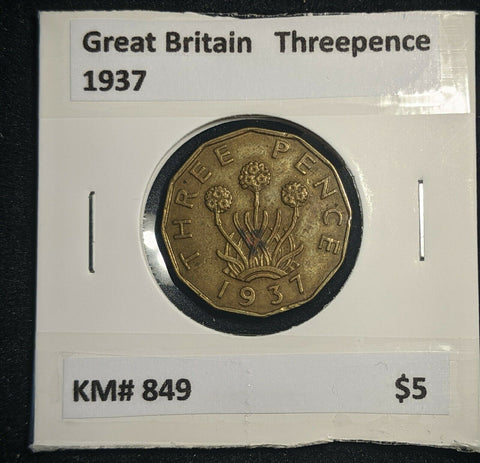 Great Britain Threepence
1937
THREE PENCE
1937
KM# 849 $5